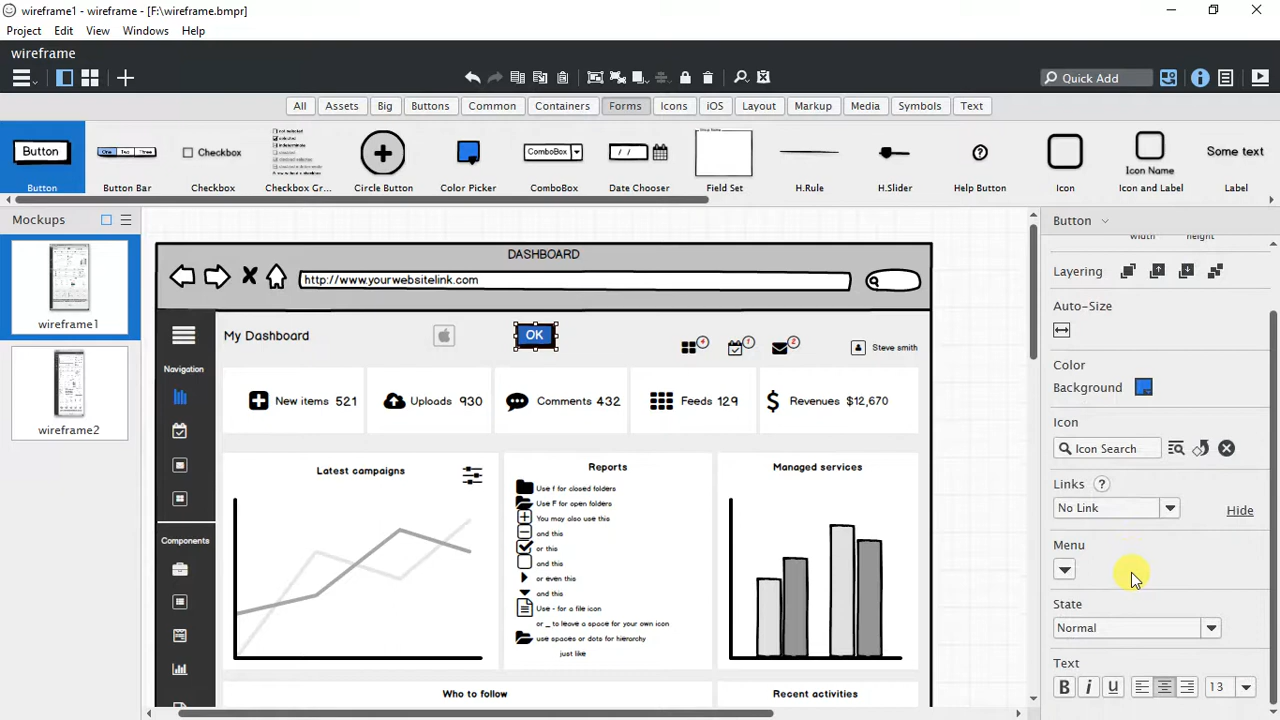 wireframe1 - wireframe - [F:\wireframe.bmpr]
Project Edit View Windows Help
wireframe
Quick Add
All Assets Big Buttons Common Containers Forms Icons iOS Layout Markup Media Symbols Text
Button One Two Three Checkbox ComboBox / / Icon Name Some text
Button Button Bar Checkbox Checkbox Gr... Circle Button Color Picker ComboBox Date Chooser Field Set H.Rule H.Slider Help Button Icon Icon and Label Label
Mockups
wireframe1
wireframe2
DASHBOARD
http://www.yourwebsitelink.com
My Dashboard
OK
4 1 2
Steve smith
Navigation
Components
New items 521
Uploads 930
Comments 432
Feeds 129
$ Revenues $12,670
Latest campaigns
Reports
Use f for closed folders
Use F for open folders
You may also use this
and this
or this
and this
or even this
and this
Use - for a file icon
or _ to leave a space for your own icon
use spaces or dots for hierarchy
just like
Managed services
Who to follow
Recent activities
Button
width height
Layering
Auto-Size
Color
Background
Icon
Icon Search
Links ?
No Link
Hide
Menu
State
Normal
Text
B i U 13